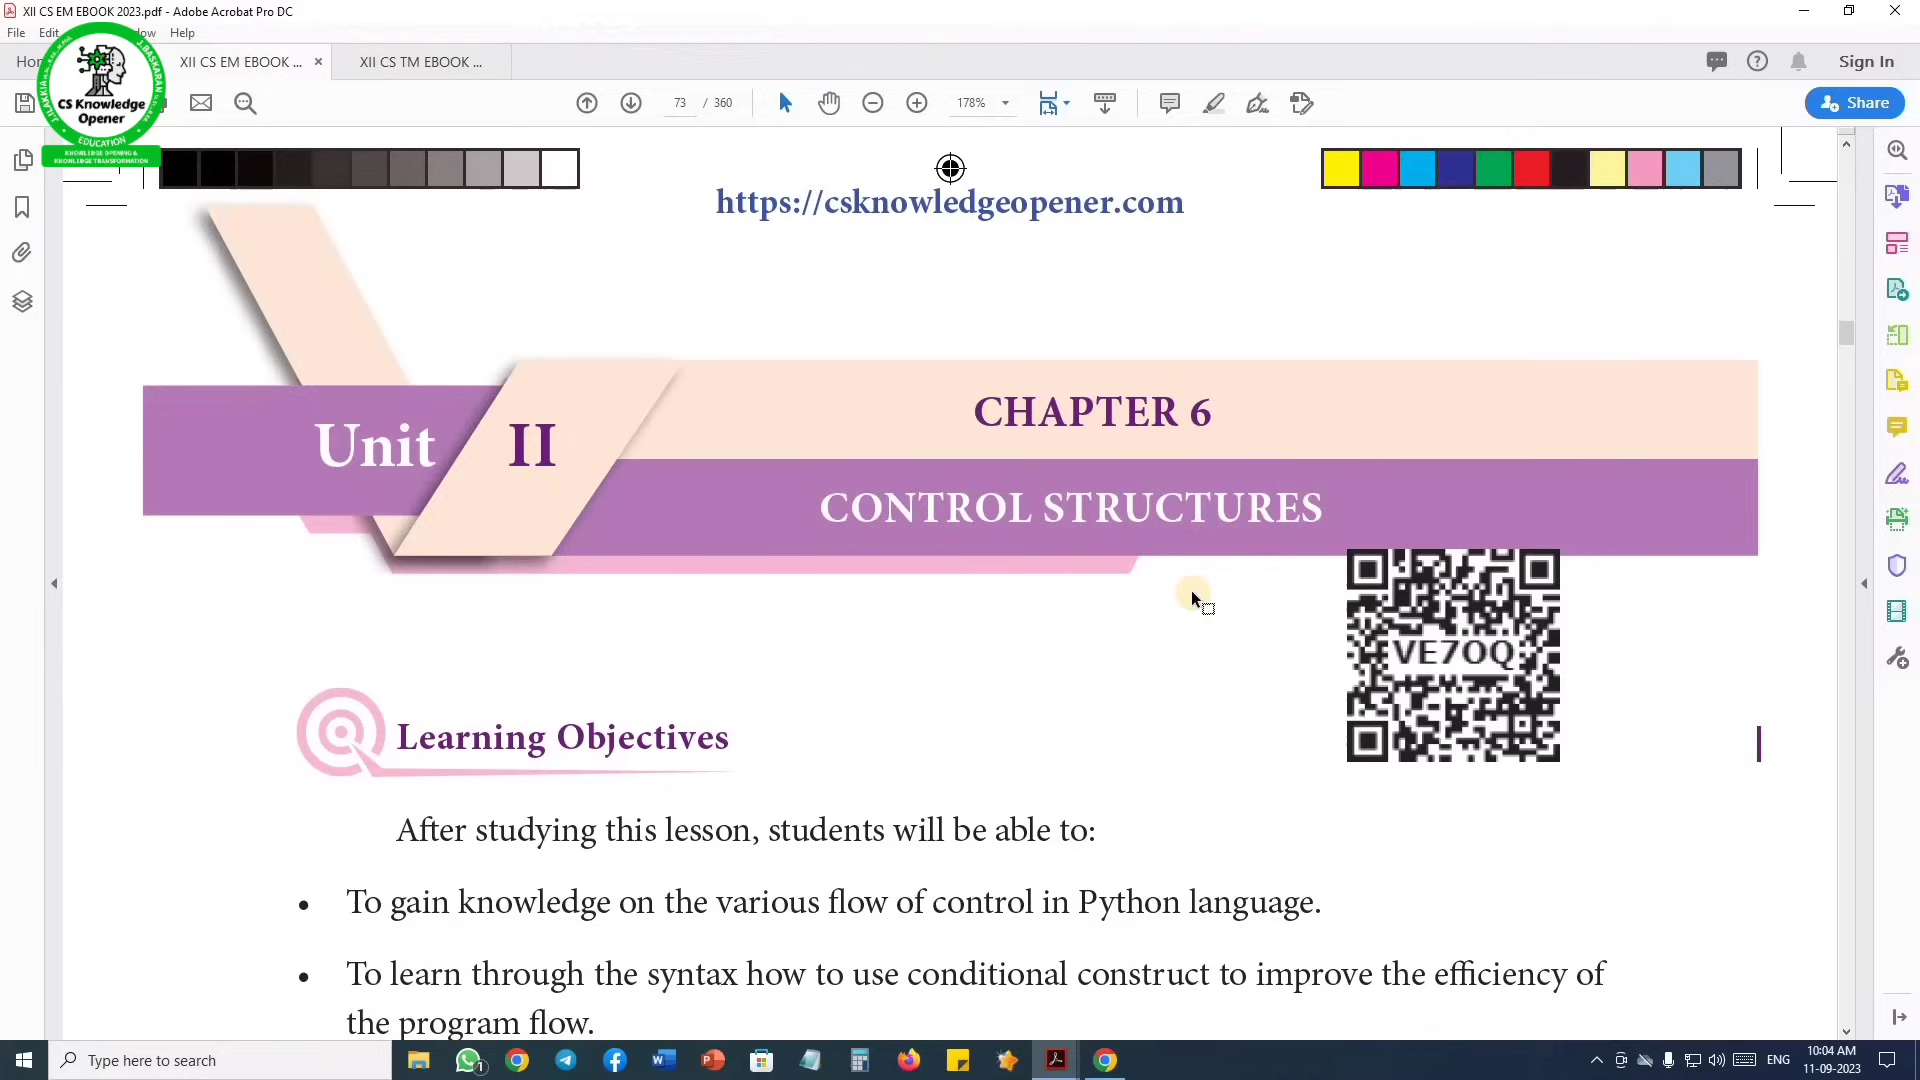 XII CS EM EBOOK 2023.pdf - Adobe Acrobat Pro DC
File Edit Help
XII CS EM EBOOK ... × XII CS TM EBOOK ...
Sign In
73 / 360
178%
Share
CS Knowledge
Opener
EDUCATION
KNOWLEDGE OPENING &
KNOWLEDGE TRANSFORMATION
https://csknowledgeopener.com
Unit II
CHAPTER 6
CONTROL STRUCTURES
VE7OQ
Learning Objectives
After studying this lesson, students will be able to:
• To gain knowledge on the various flow of control in Python language.
• To learn through the syntax how to use conditional construct to improve the efficiency of
the program flow.
Type here to search
ENG
10:04 AM
11-09-2023